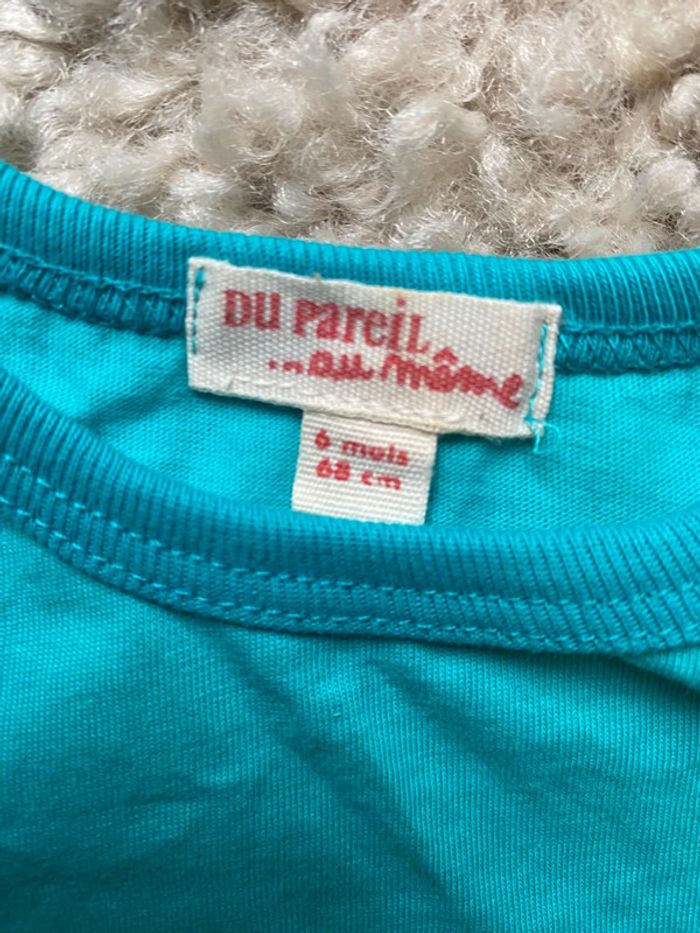 DU PAREIL
...au même
6 mois
68 cm